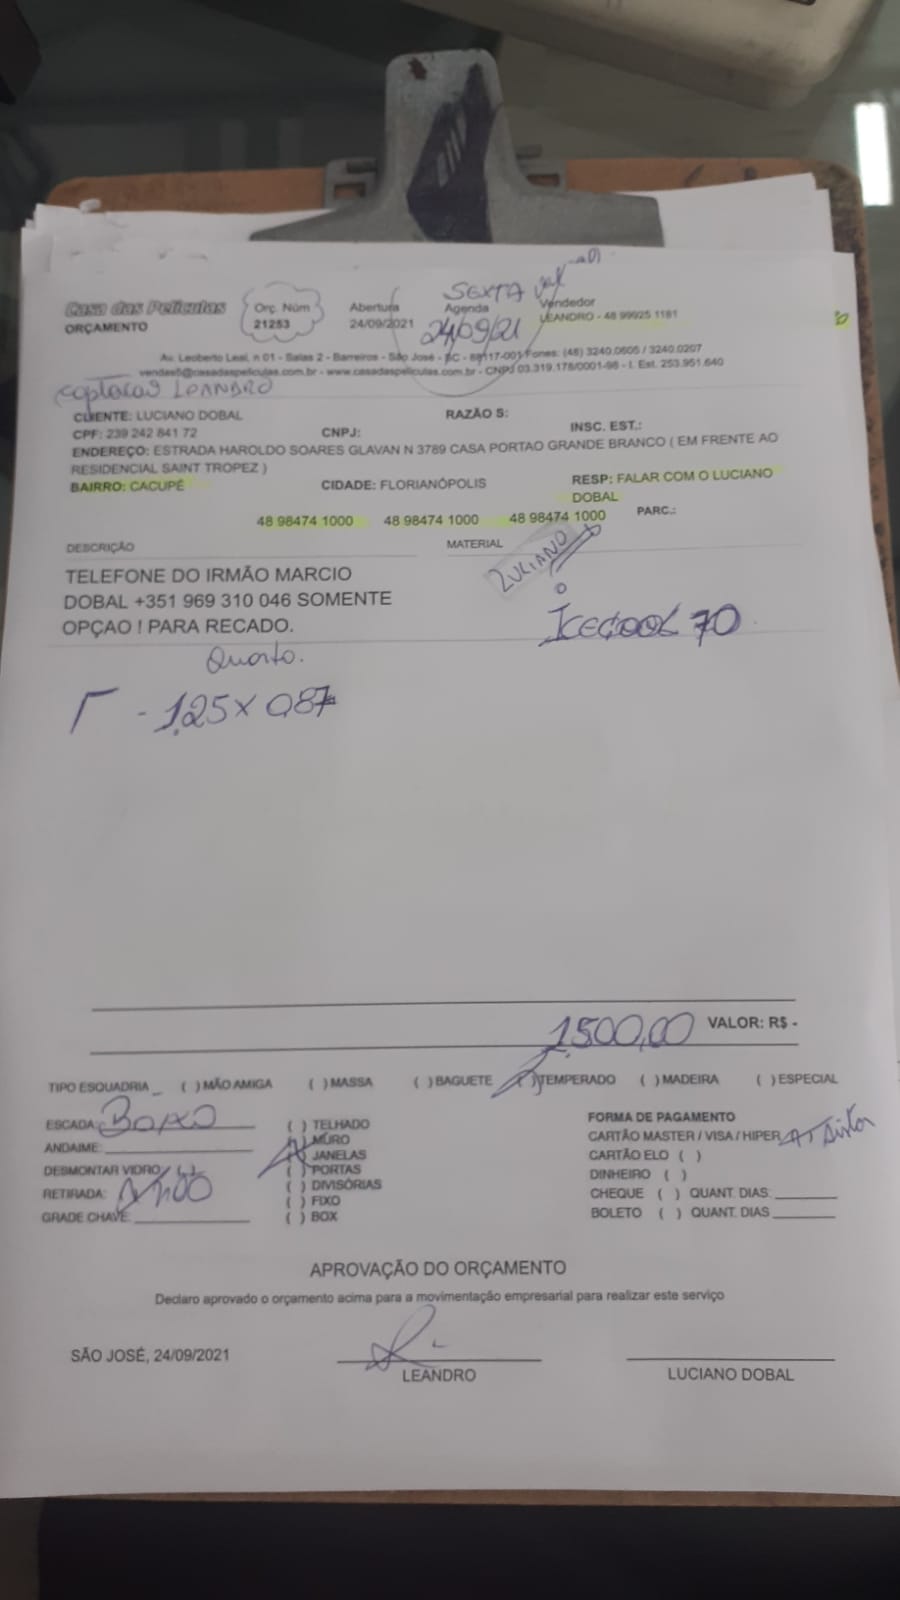 SEXTA
Casa das Películas
Orç. Núm
Abertura
Agenda
Vendedor
ORÇAMENTO
21253
24/09/2021
24/09/21
LEANDRO - 48 99925 1181
Av. Leoberto Leal, n 01 - Salas 2 - Barreiros - São José - SC - 88117-001 Fones: (48) 3240.0605 / 3240.0207
vendas5@casadaspeliculas.com.br - www.casadaspeliculas.com.br - CNPJ 03.319.178/0001-98 - I. Est. 253.951.640
captação LEANDRO
CLIENTE: LUCIANO DOBAL
RAZÃO S:
CPF: 239 242 841 72
CNPJ:
INSC. EST.:
ENDEREÇO: ESTRADA HAROLDO SOARES GLAVAN N 3789 CASA PORTAO GRANDE BRANCO ( EM FRENTE AO
RESIDENCIAL SAINT TROPEZ )
BAIRRO: CACUPÉ
CIDADE: FLORIANÓPOLIS
RESP: FALAR COM O LUCIANO
DOBAL
48 98474 1000 48 98474 1000 48 98474 1000
PARC.:
DESCRIÇÃO
MATERIAL
LUCIANO
TELEFONE DO IRMÃO MARCIO
DOBAL +351 969 310 046 SOMENTE
OPÇAO ! PARA RECADO.
Icecool 70
Quarto.
- 1,25 x 0,87
1.500,00 VALOR: R$ -
TIPO ESQUADRIA _ ( ) MÃO AMIGA ( ) MASSA ( ) BAGUETE ( ) TEMPERADO ( ) MADEIRA ( ) ESPECIAL
ESCADA: BAIXO
ANDAIME:
DESMONTAR VIDRO ( )
RETIRADA:
GRADE CHAVE:
( ) TELHADO
( ) MURO
( ) JANELAS
( ) PORTAS
( ) DIVISÓRIAS
( ) FIXO
( ) BOX
FORMA DE PAGAMENTO
CARTÃO MASTER / VISA / HIPER
CARTÃO ELO ( )
DINHEIRO ( )
CHEQUE ( ) QUANT. DIAS:
BOLETO ( ) QUANT. DIAS
APROVAÇÃO DO ORÇAMENTO
Declaro aprovado o orçamento acima para a movimentação empresarial para realizar este serviço
SÃO JOSÉ, 24/09/2021
LEANDRO
LUCIANO DOBAL